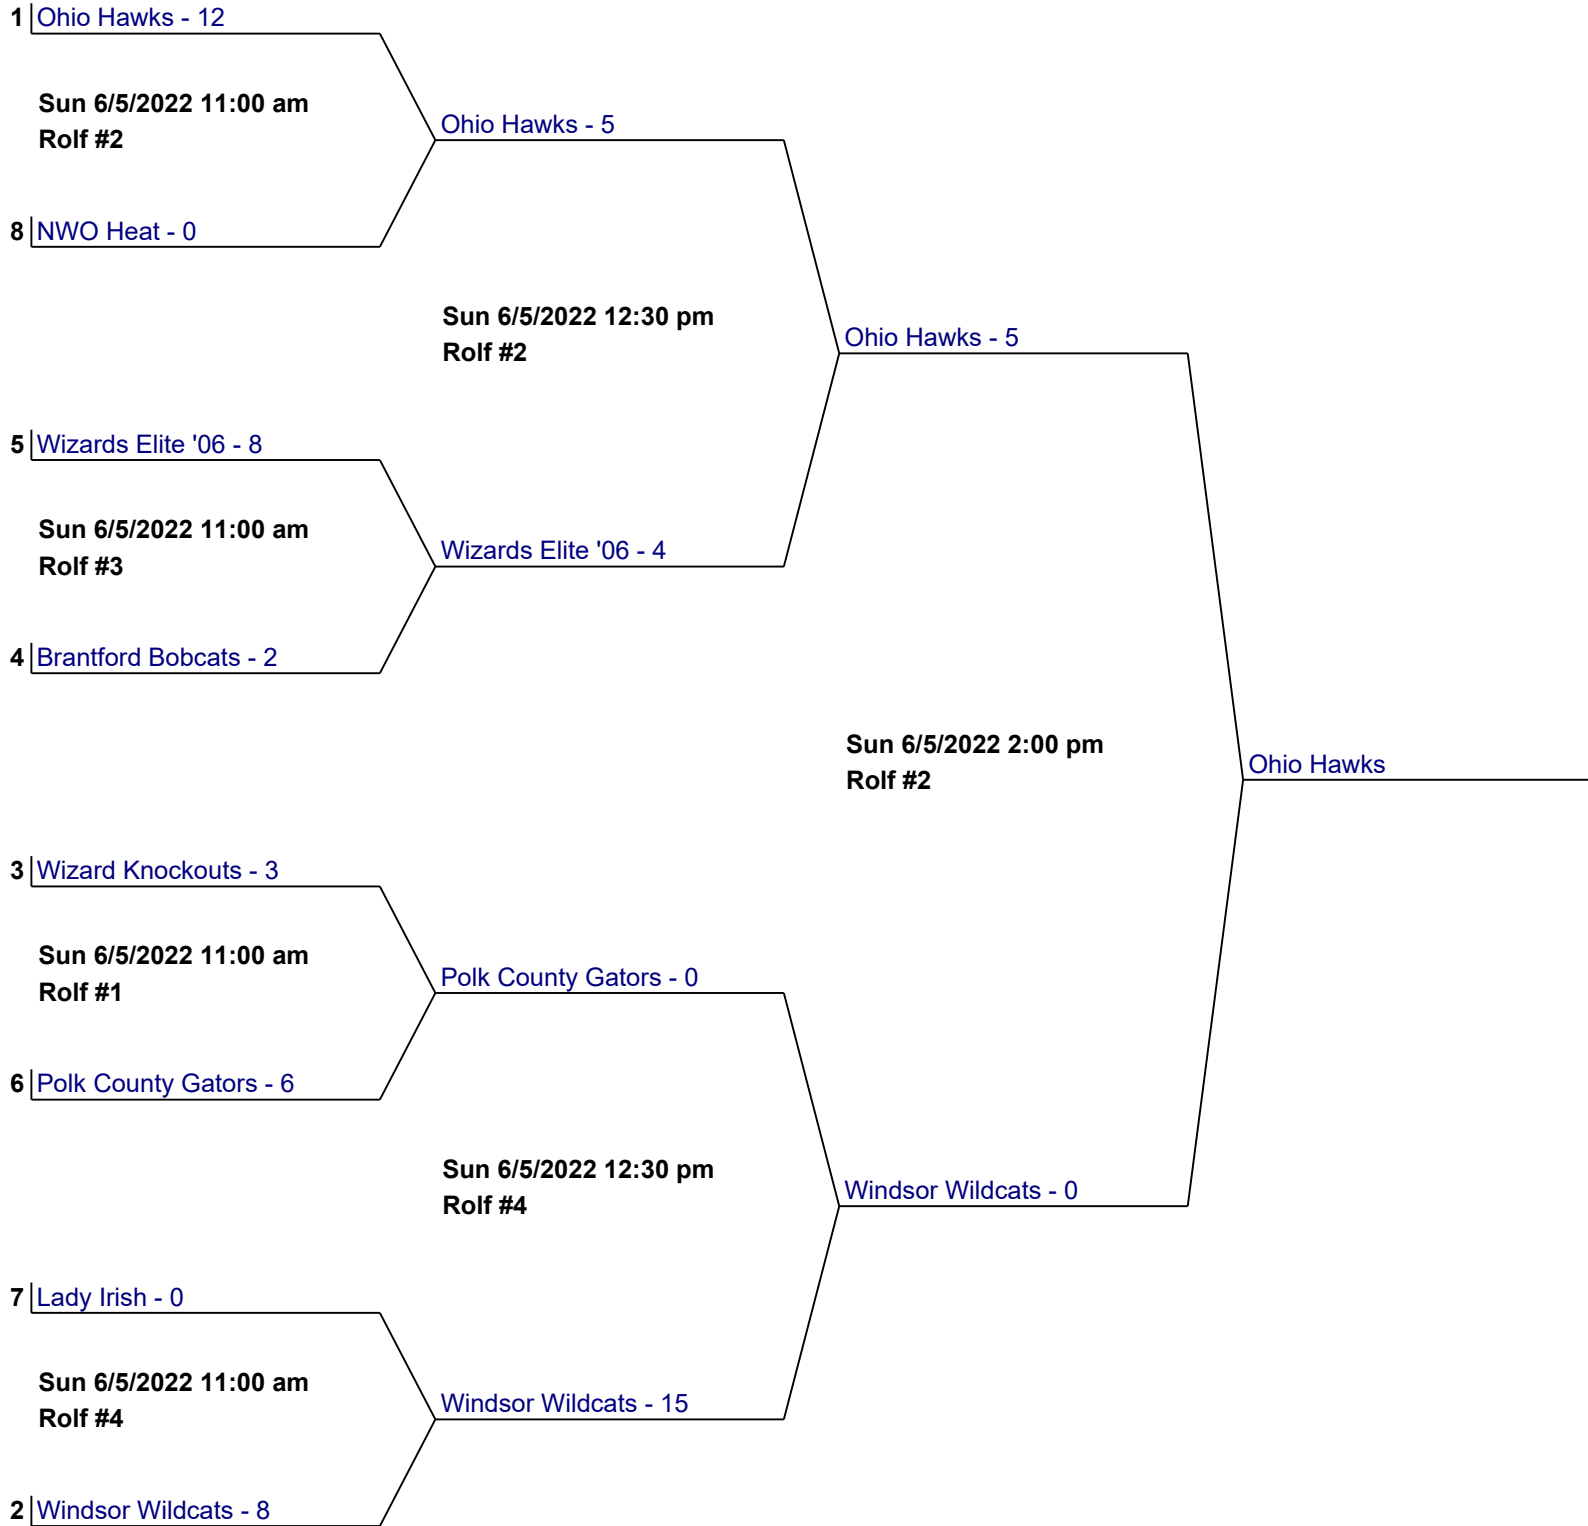 1 Ohio Hawks - 12
Sun 6/5/2022 11:00 am
Rolf #2
Ohio Hawks - 5
8 NWO Heat - 0
Sun 6/5/2022 12:30 pm
Rolf #2
Ohio Hawks - 5
5 Wizards Elite '06 - 8
Sun 6/5/2022 11:00 am
Rolf #3
Wizards Elite '06 - 4
4 Brantford Bobcats - 2
Sun 6/5/2022 2:00 pm
Rolf #2
Ohio Hawks
3 Wizard Knockouts - 3
Sun 6/5/2022 11:00 am
Rolf #1
Polk County Gators - 0
6 Polk County Gators - 6
Sun 6/5/2022 12:30 pm
Rolf #4
Windsor Wildcats - 0
7 Lady Irish - 0
Sun 6/5/2022 11:00 am
Rolf #4
Windsor Wildcats - 15
2 Windsor Wildcats - 8